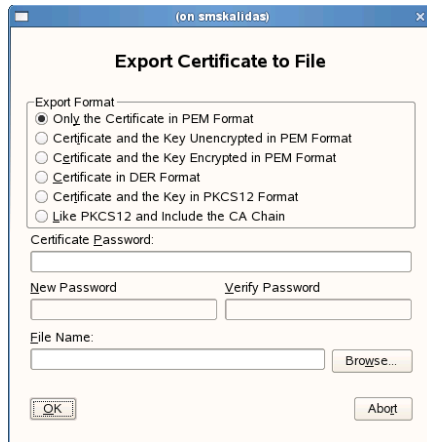 (on smskalidas)
Export Certificate to File
Export Format
Only the Certificate in PEM Format
Certificate and the Key Unencrypted in PEM Format
Certificate and the Key Encrypted in PEM Format
Certificate in DER Format
Certificate and the Key in PKCS12 Format
Like PKCS12 and Include the CA Chain
Certificate Password:
New Password Verify Password
File Name:
Browse...
OK Abort